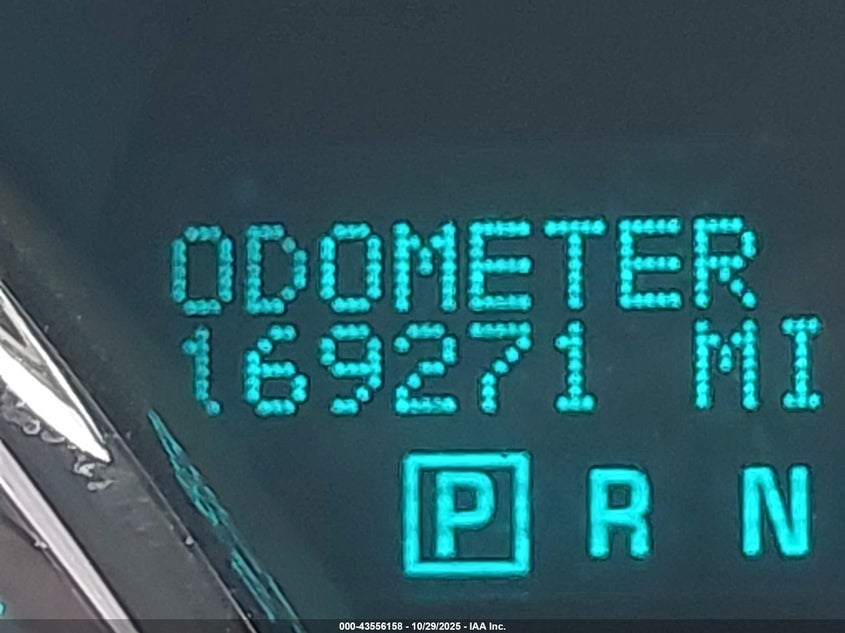 ODOMETER
169271 MI
P R N
000-43556158 - 10/29/2025 - IAA Inc.